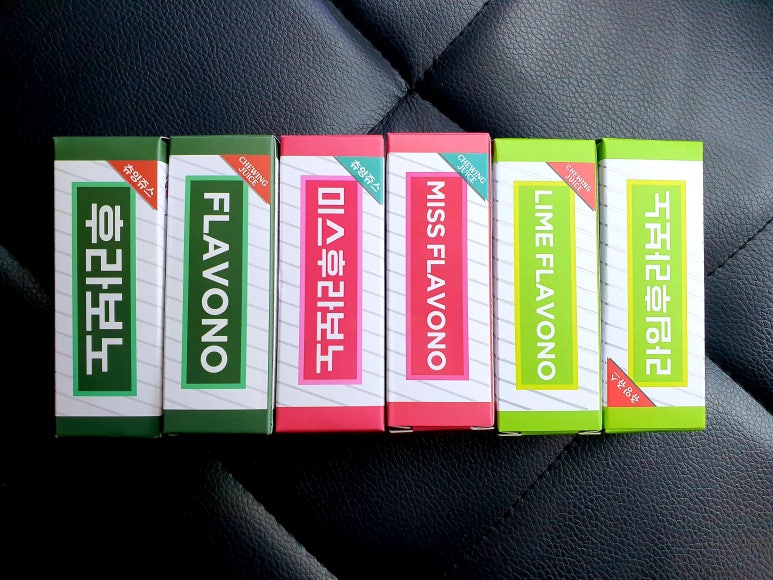 츄잉쥬스
후라보노
CHEWING
JUICE
FLAVONO
츄잉쥬스
미스후라보노
CHEWING
JUICE
MISS FLAVONO
CHEWING
JUICE
LIME FLAVONO
츄잉쥬스
라임후라보노